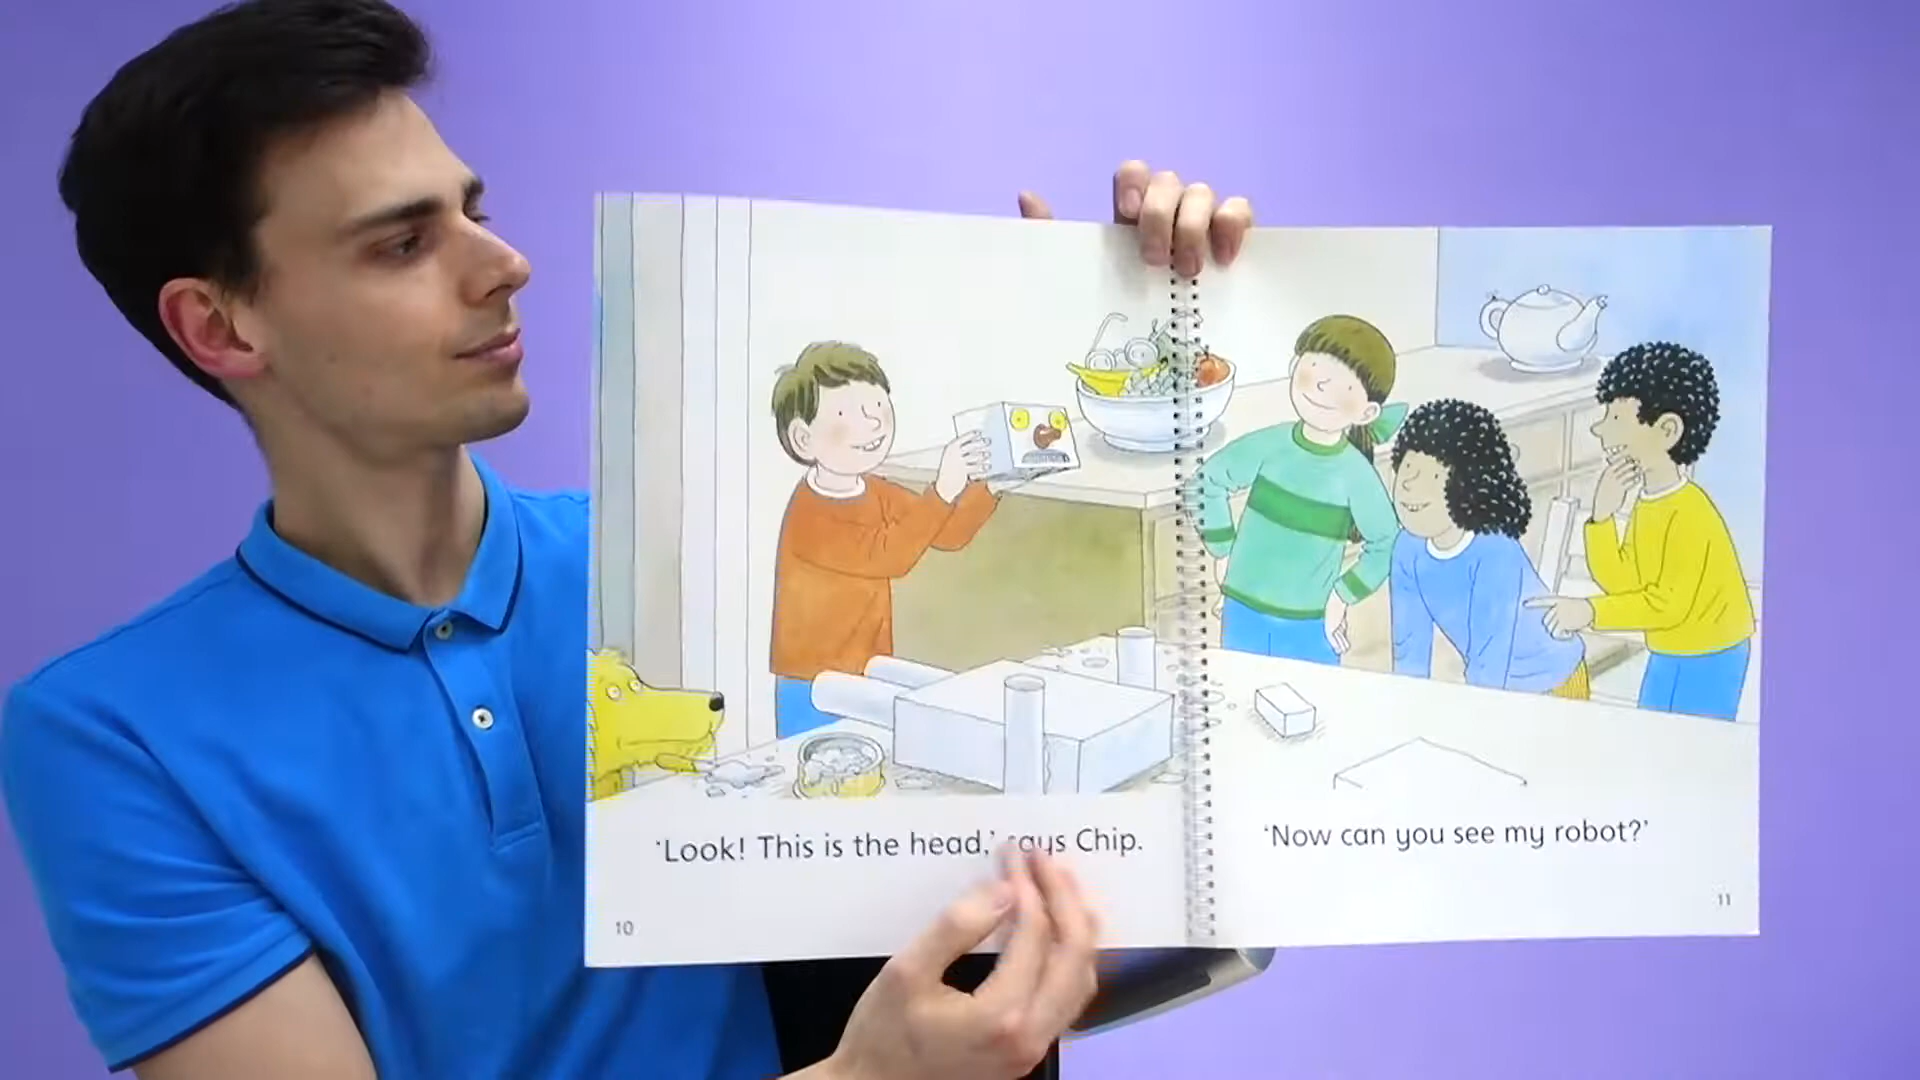 ‘Look! This is the head,’ says Chip.
10
‘Now can you see my robot?’
11